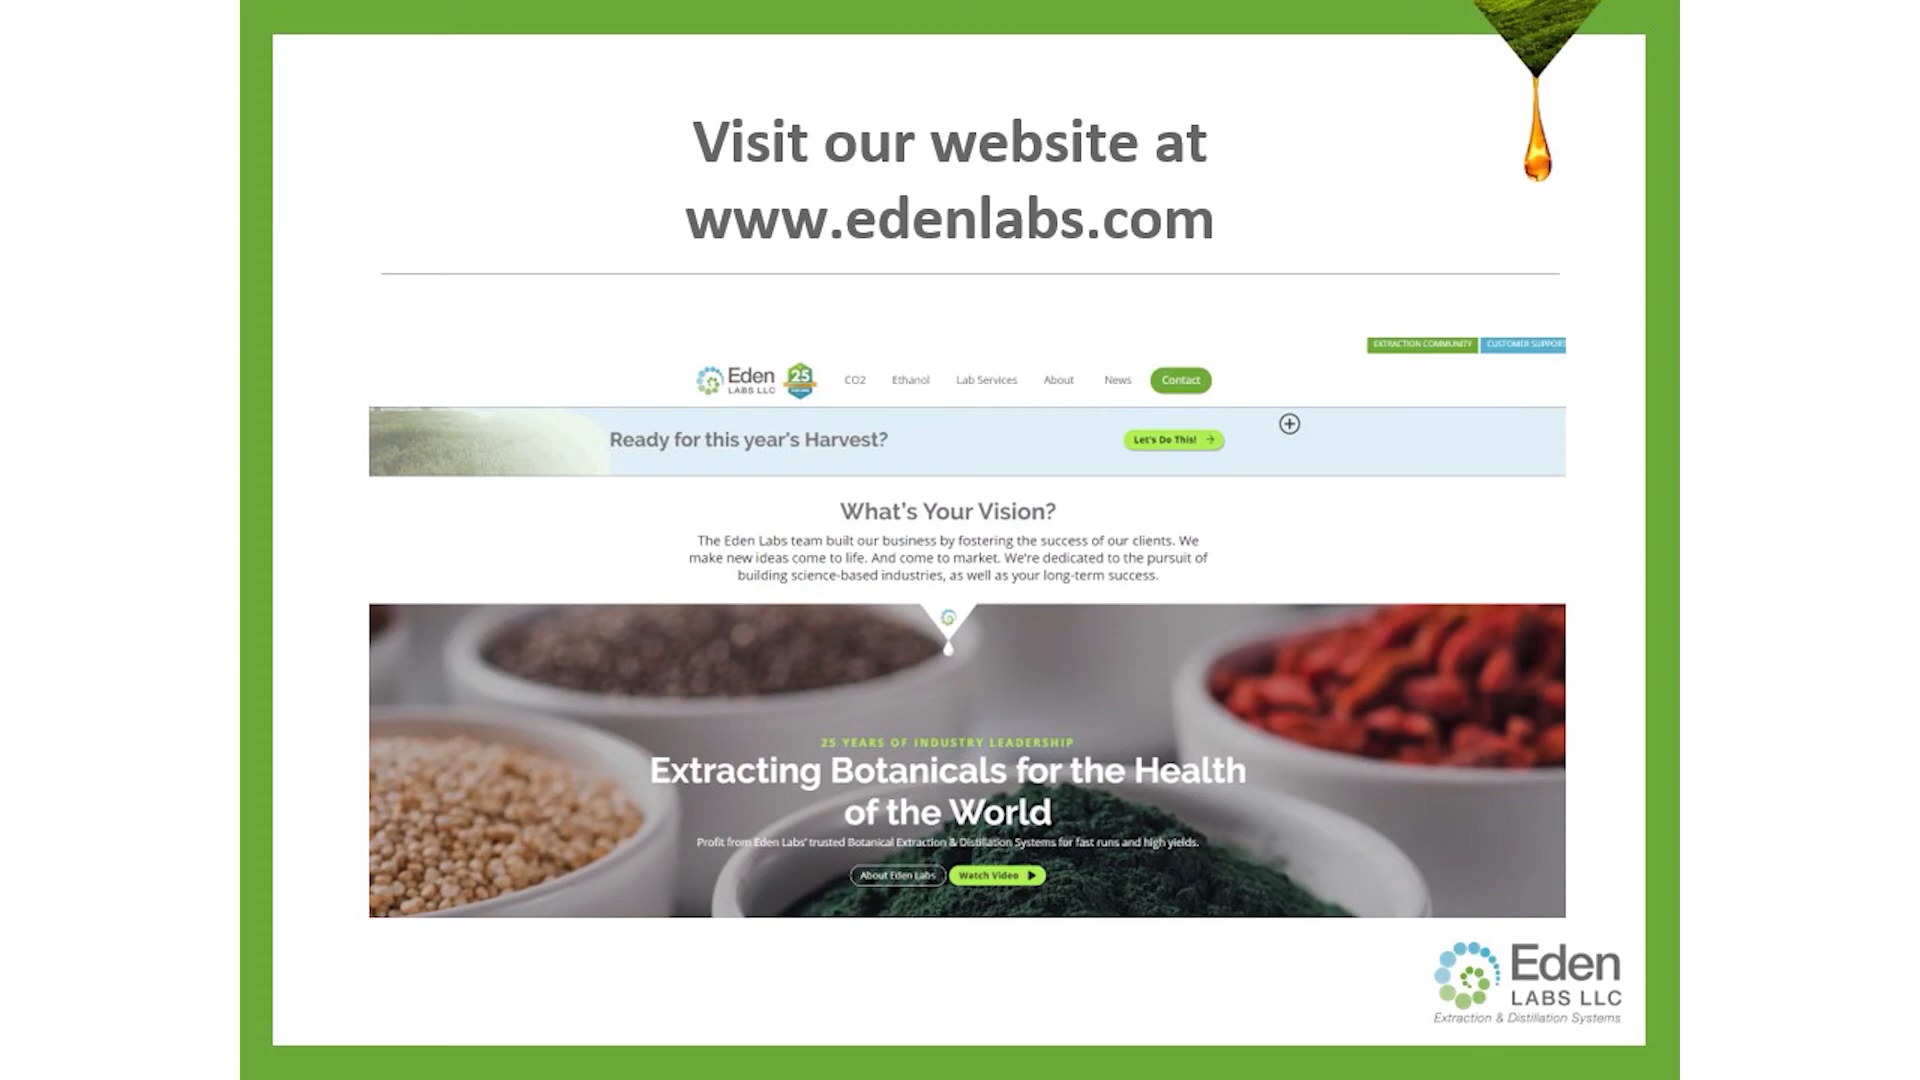 Visit our website at
www.edenlabs.com
EXTRACTION COMMUNITY CUSTOMER SUPPORT
Eden
LABS LLC
25
CO2 Ethanol Lab Services About News Contact
Ready for this year's Harvest? Let's Do This!
What's Your Vision?
The Eden Labs team built our business by fostering the success of our clients. We
make new ideas come to life. And come to market. We're dedicated to the pursuit of
building science-based industries, as well as your long-term success.
25 YEARS OF INDUSTRY LEADERSHIP
Extracting Botanicals for the Health
of the World
Profit from Eden Labs' trusted Botanical Extraction & Distillation Systems for fast runs and high yields.
About Eden Labs Watch Video
Eden
LABS LLC
Extraction & Distillation Systems